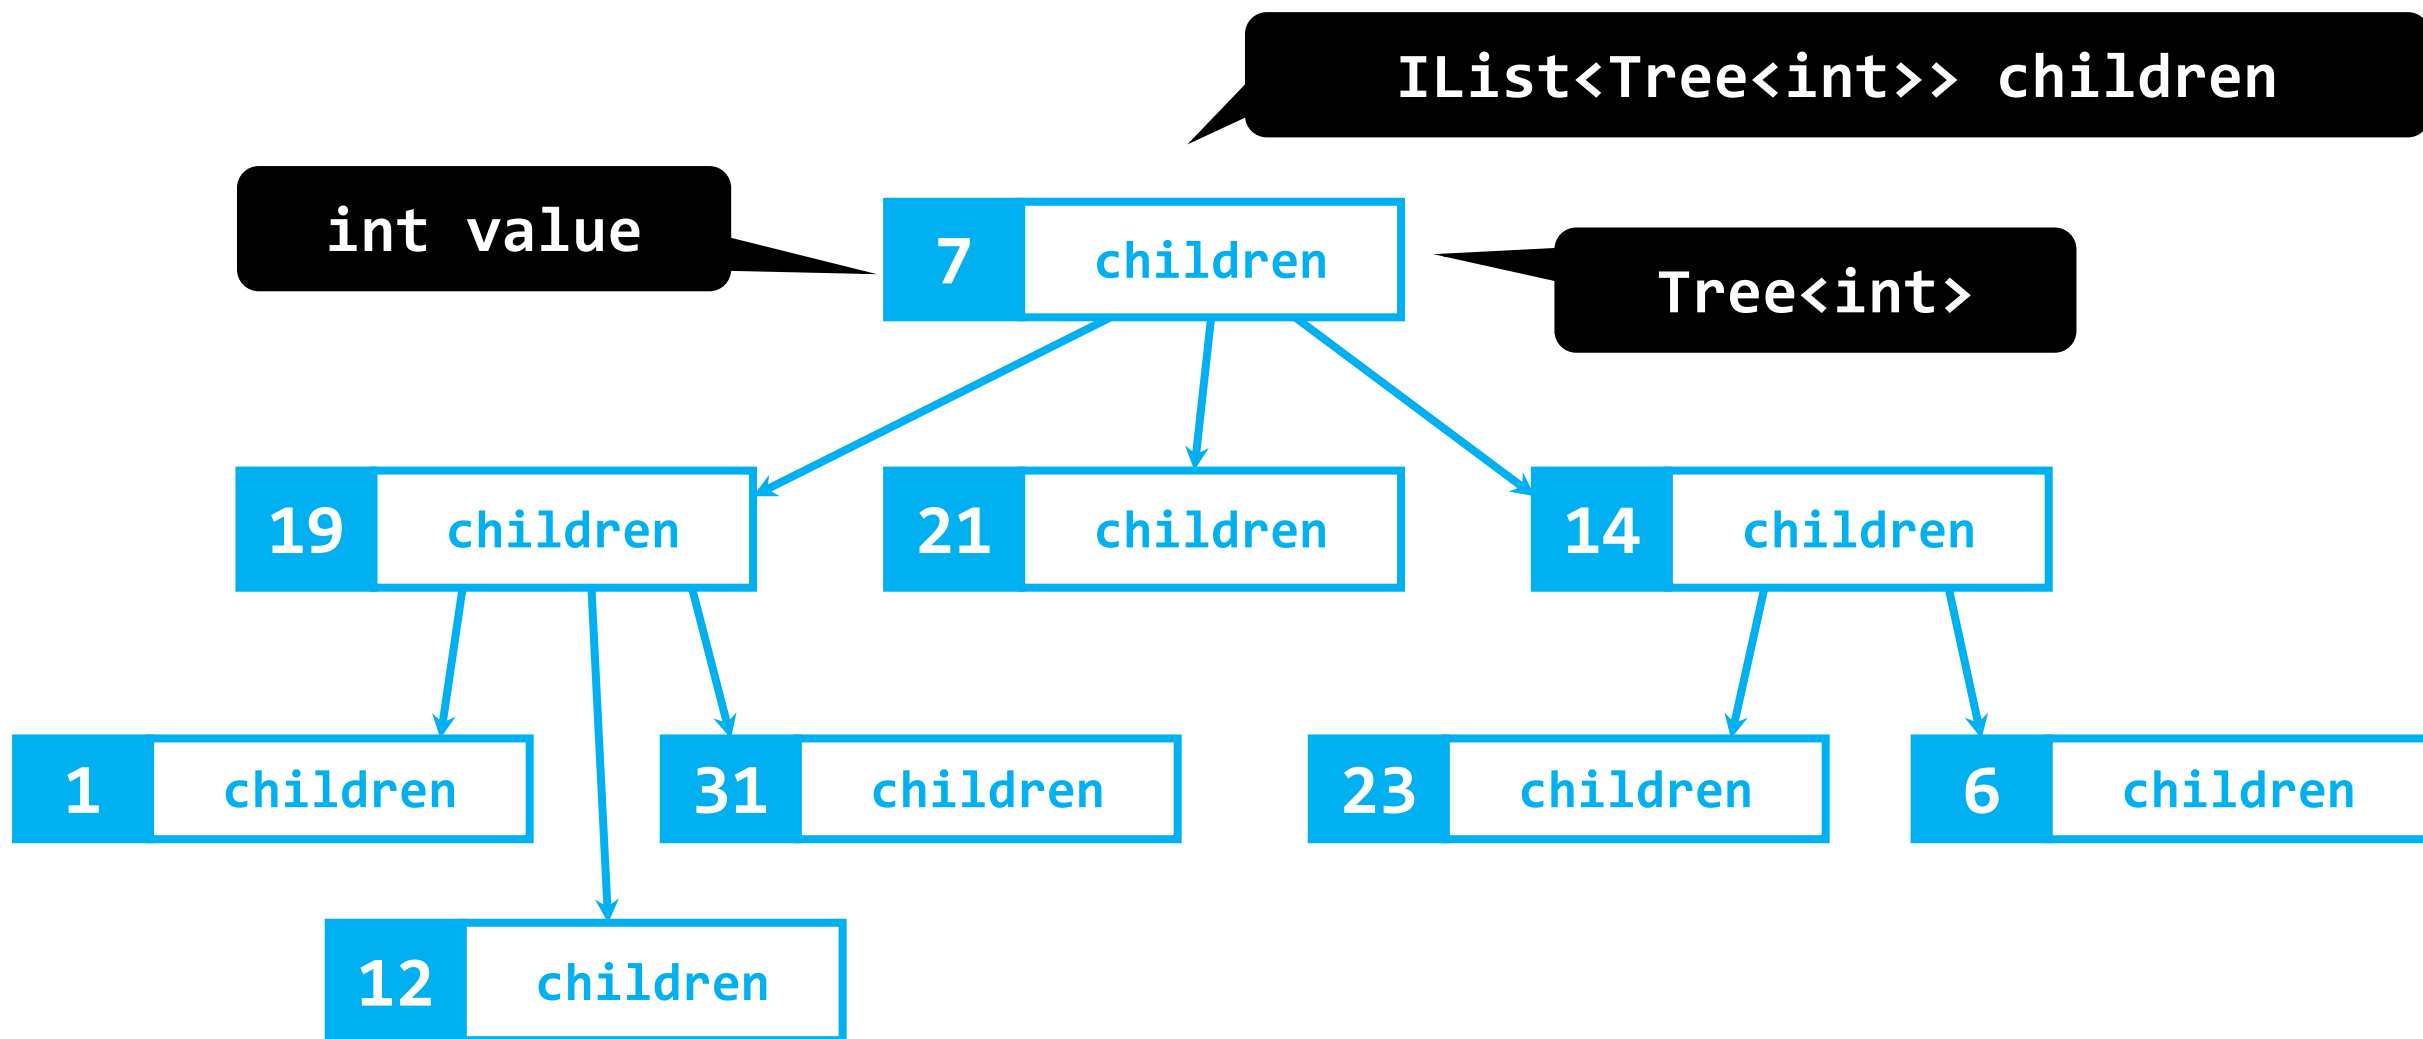 IList<Tree<int>> children
int value
7 children
Tree<int>
19 children
21 children
14 children
1 children
31 children
23 children
6 children
12 children